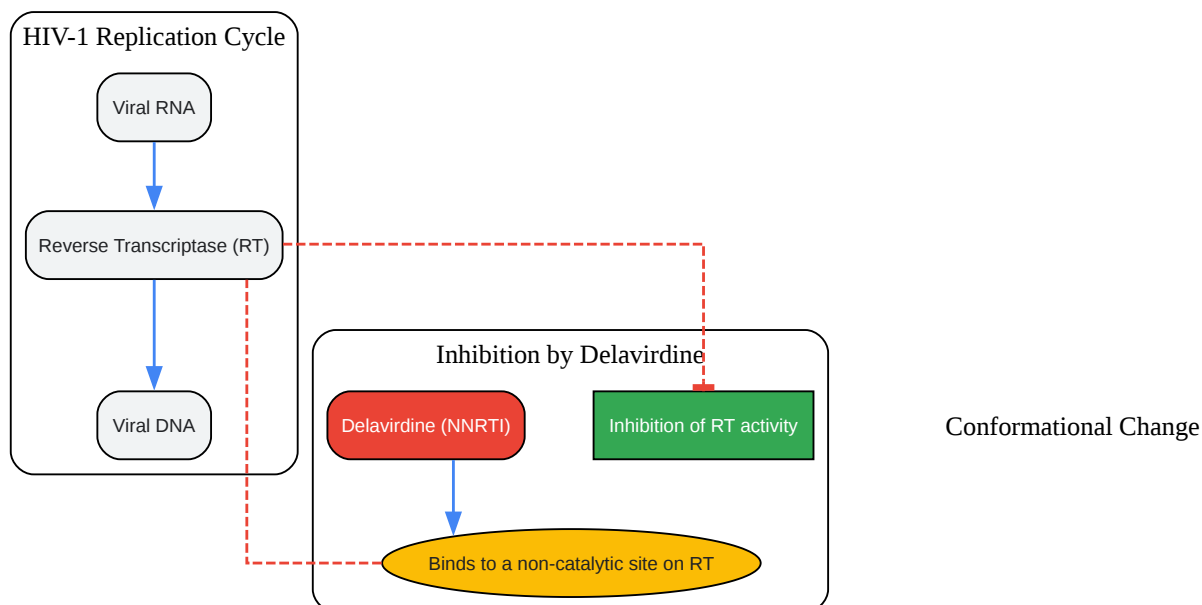 HIV-1 Replication Cycle
Viral RNA
Reverse Transcriptase (RT)
Viral DNA
Inhibition by Delavirdine
Delavirdine (NNRTI)
Inhibition of RT activity
Binds to a non-catalytic site on RT
Conformational Change